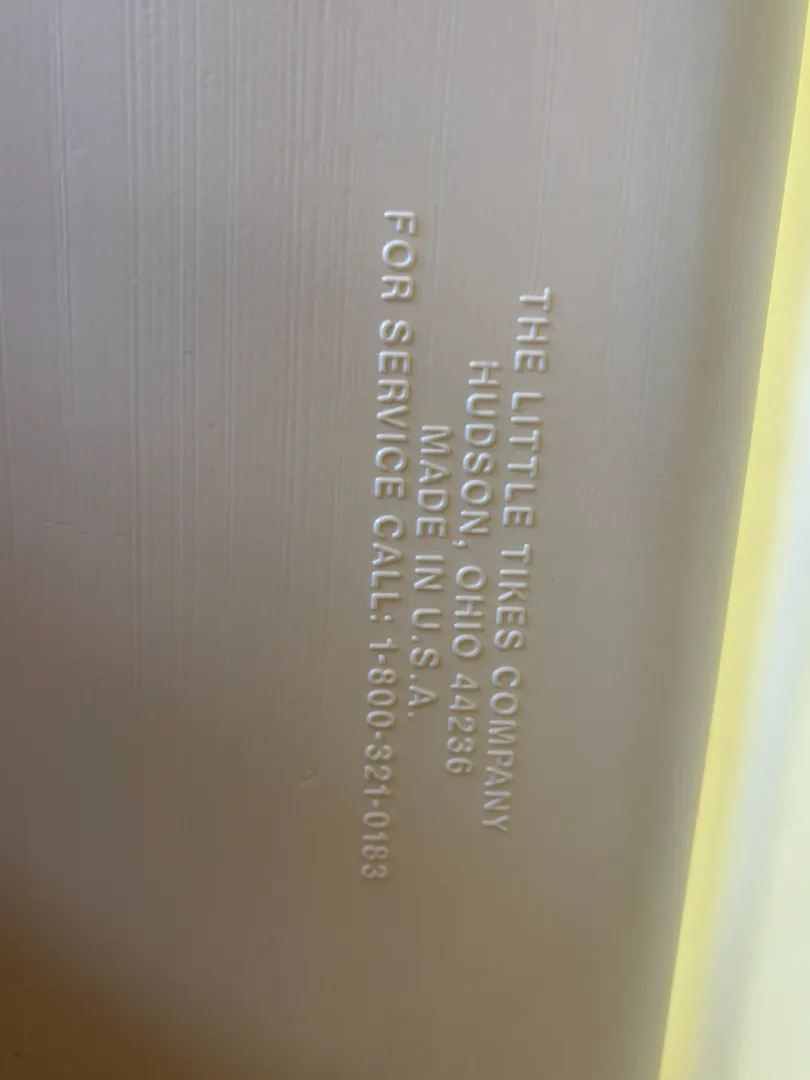 THE LITTLE TIKES COMPANY
HUDSON, OHIO 44236
MADE IN U.S.A.
FOR SERVICE CALL: 1-800-321-0183